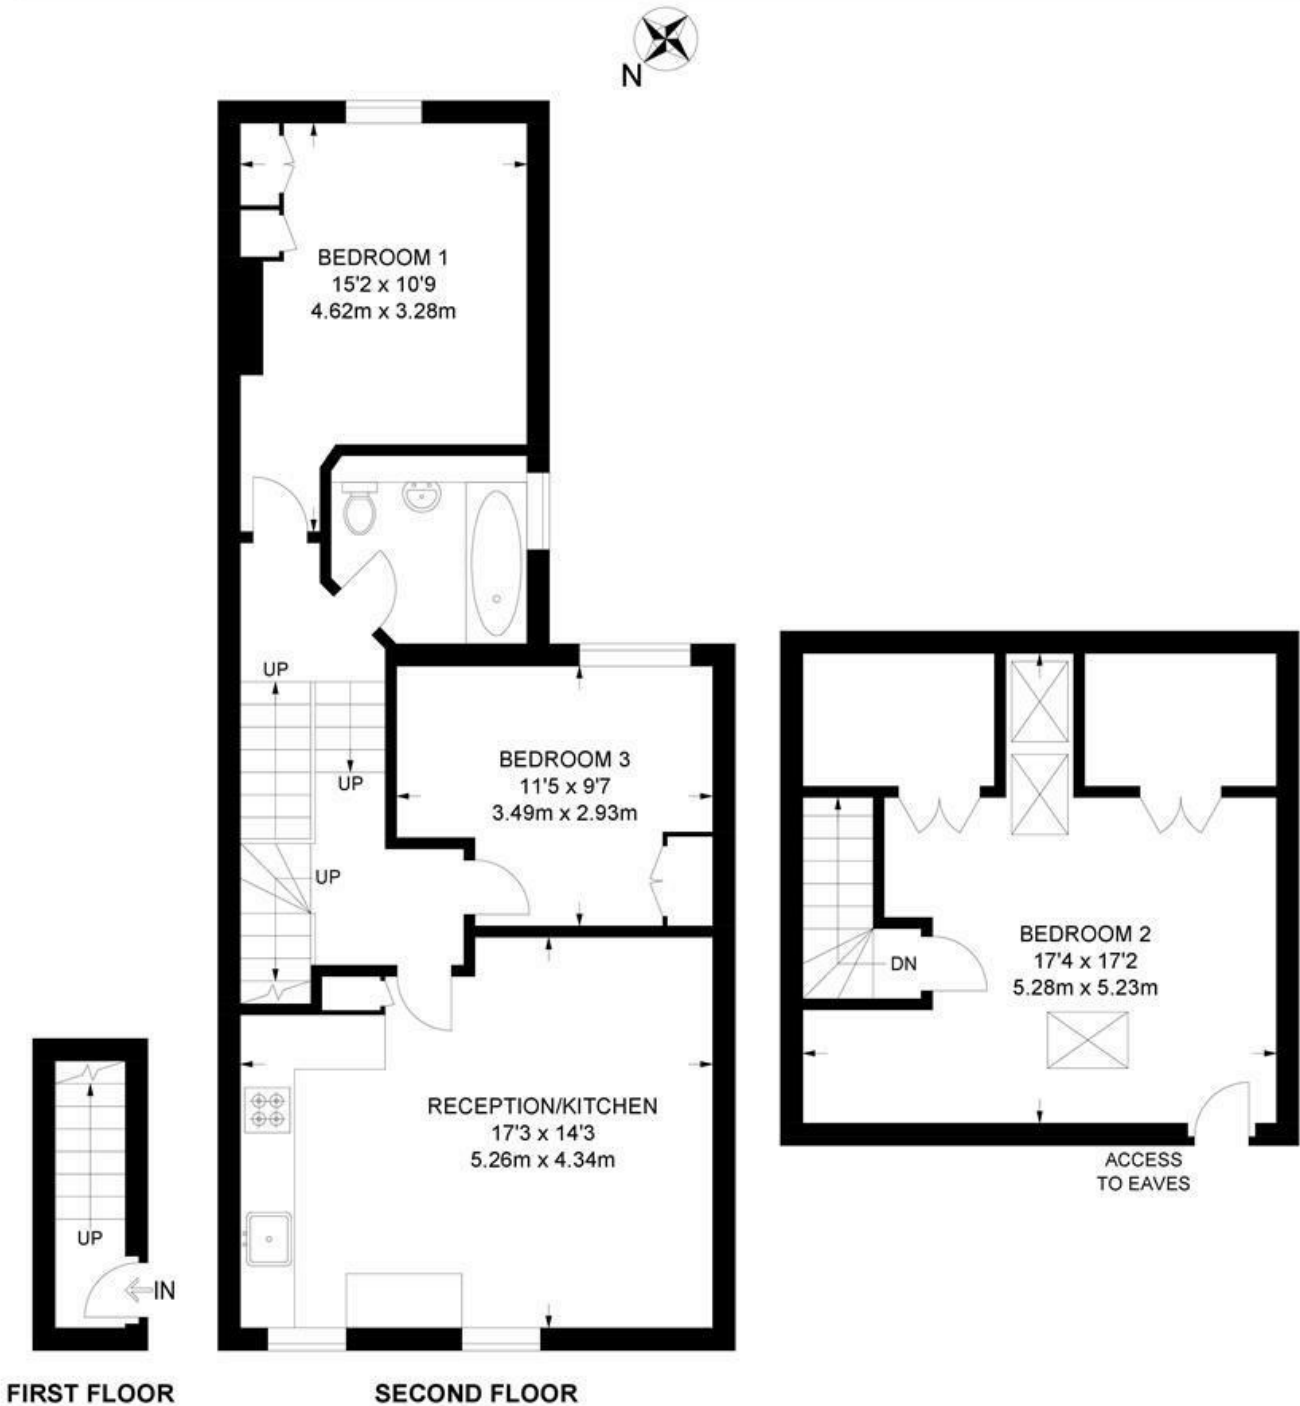 N
BEDROOM 1
15'2 x 10'9
4.62m x 3.28m
UP
UP
UP
BEDROOM 3
11'5 x 9'7
3.49m x 2.93m
RECEPTION/KITCHEN
17'3 x 14'3
5.26m x 4.34m
DN
BEDROOM 2
17'4 x 17'2
5.28m x 5.23m
ACCESS
TO EAVES
UP
IN
FIRST FLOOR
SECOND FLOOR